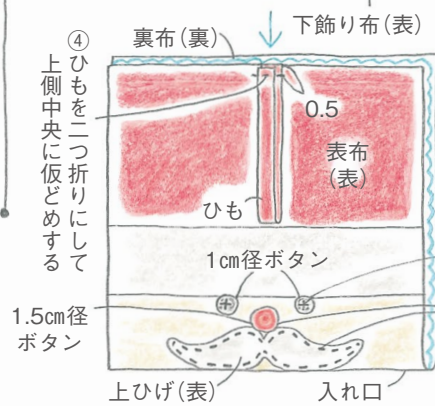 下飾り布(表)
裏布(裏)
④ひもを二つ折りにして
上側中央に仮どめする
0.5
表布
(表)
ひも
1㎝径ボタン
1.5㎝径
ボタン
上ひげ(表)
入れ口